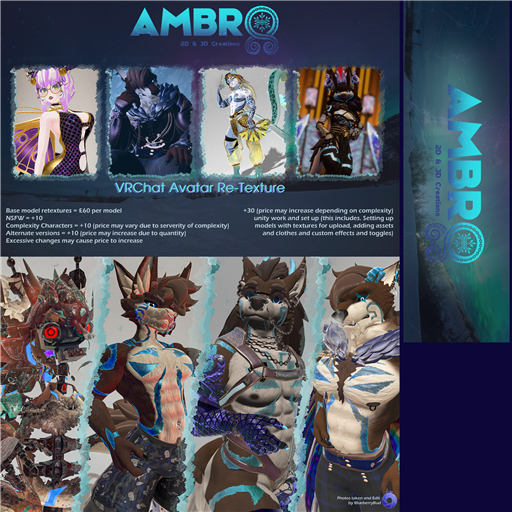 AMBRO
2D & 3D Creations
VRChat Avatar Re-Texture
Base model retextures = £60 per model
NSFW = +10
Complexity Characters = +10 (price may vary due to serverity of complexity)
Alternate versions = +10 (price may increase due to quantity)
Excessive changes may cause price to increase
+30 (price may increase depending on complexity)
unity work and set up (this includes. Setting up
models with textures for upload, adding assets
and clothes and custom effects and toggles)
Photos taken and Edit
by BlueberryBud
AMBRO
2D & 3D Creations